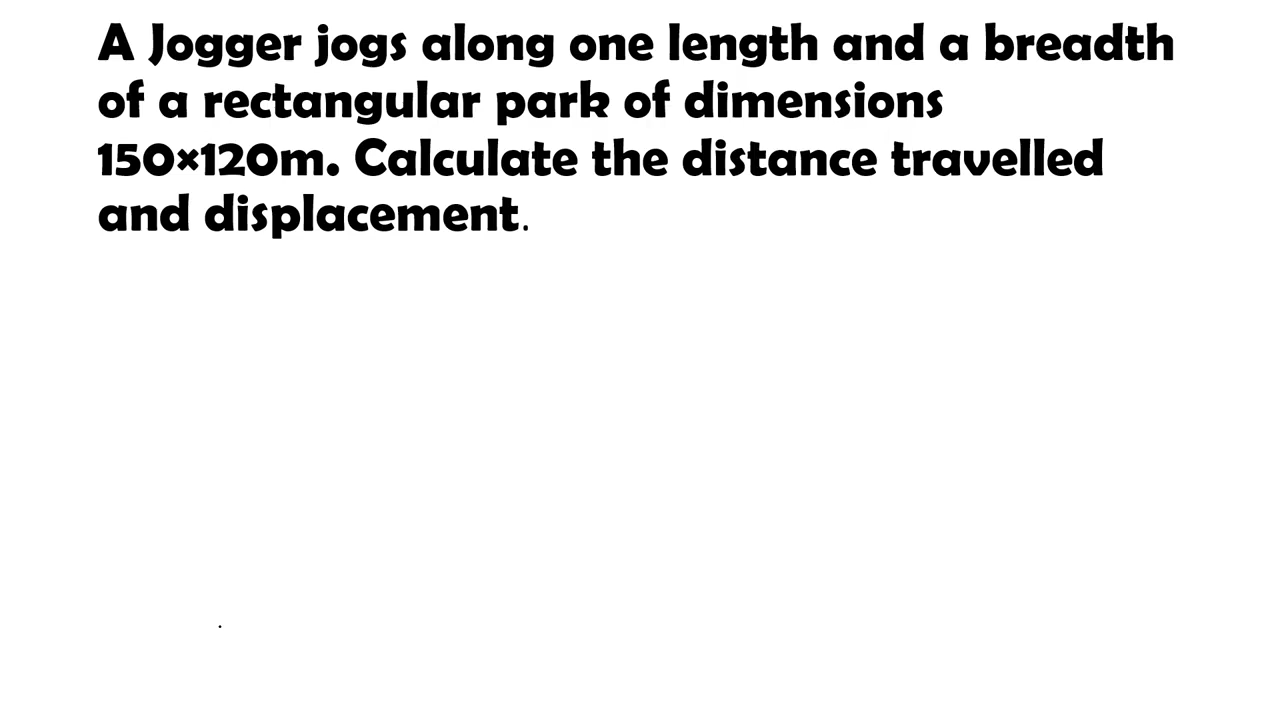 A Jogger jogs along one length and a breadth
of a rectangular park of dimensions
150×120m. Calculate the distance travelled
and displacement.
.